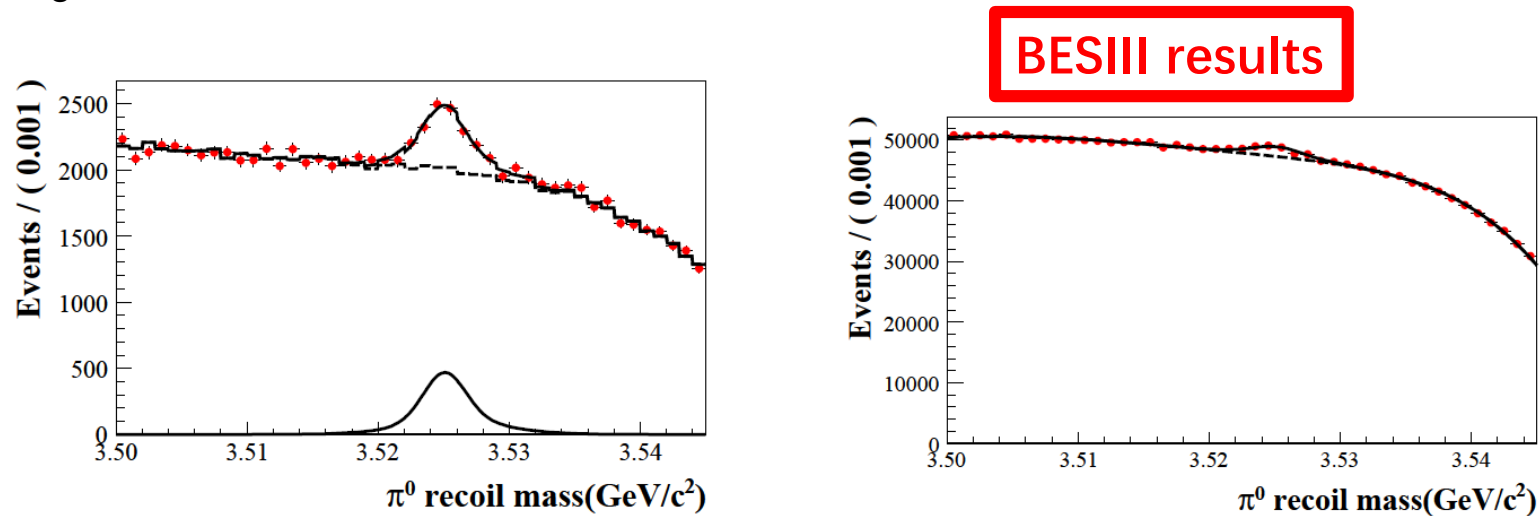 BESIII results
Events / ( 0.001 )
2500
2000
1500
1000
500
0
3.50 3.51 3.52 3.53 3.54
π⁰ recoil mass(GeV/c²)
Events / ( 0.001 )
50000
40000
30000
20000
10000
0
3.50 3.51 3.52 3.53 3.54
π⁰ recoil mass(GeV/c²)